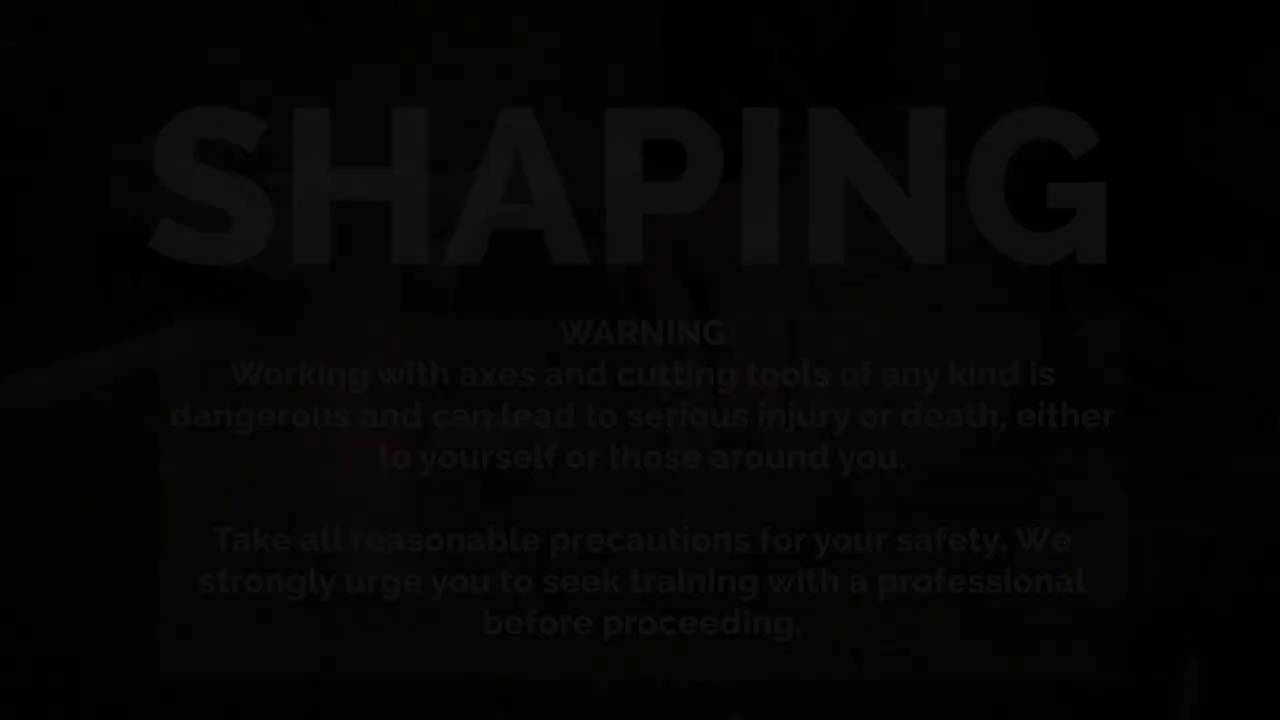 SHAPING
WARNING
Working with axes and cutting tools of any kind is
dangerous and can lead to serious injury or death, either
to yourself or those around you.
Take all reasonable precautions for your safety. We
strongly urge you to seek training with a professional
before proceeding.